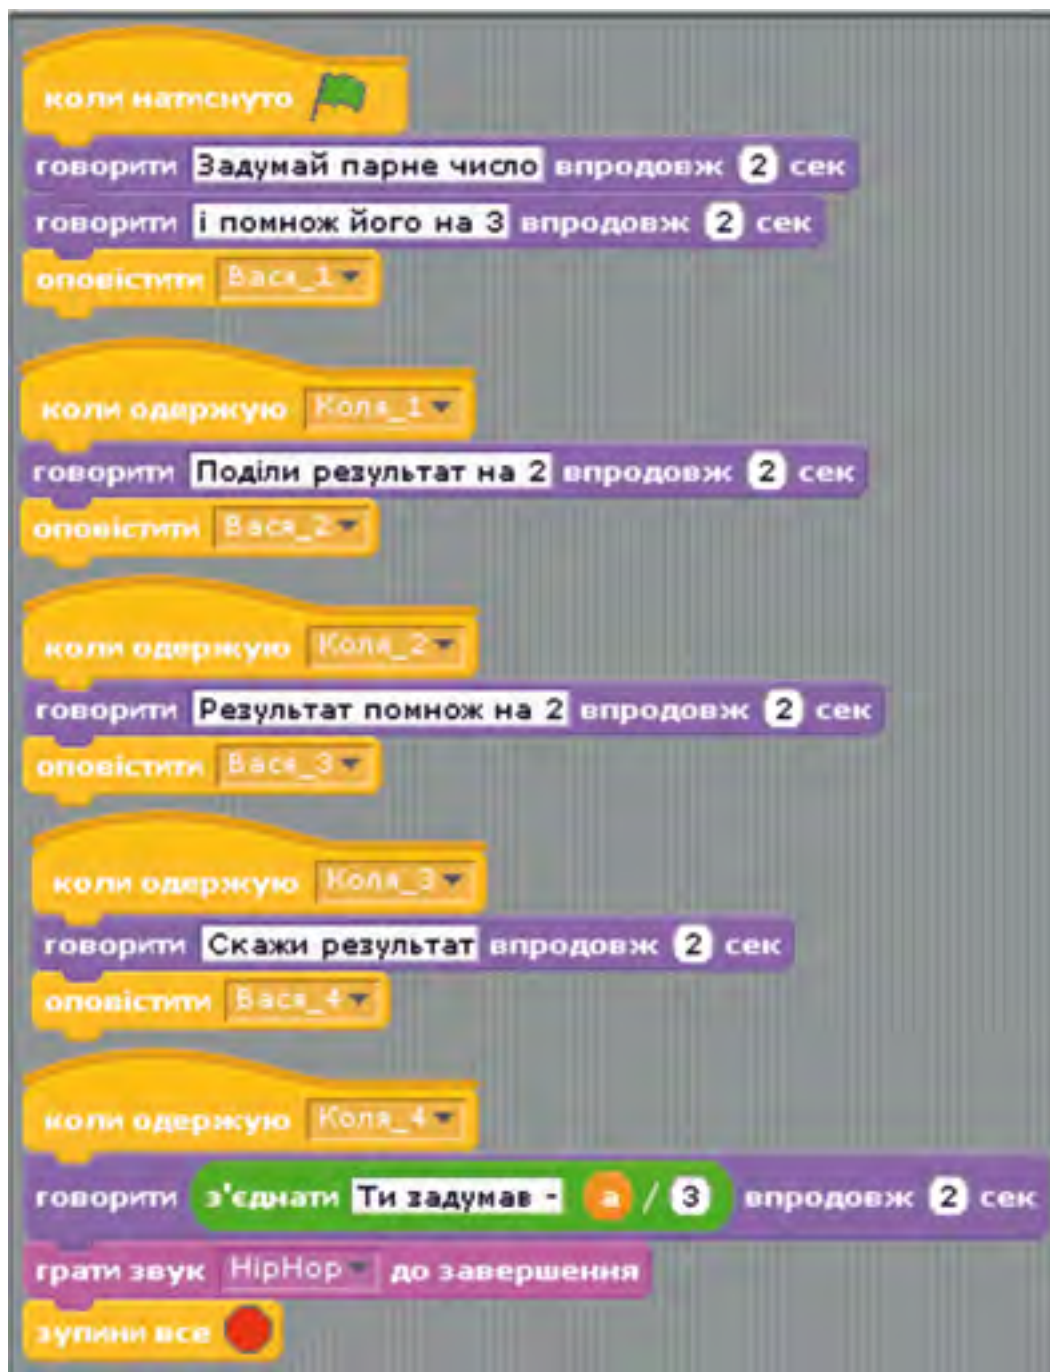 коли натиснуто
говорити Задумай парне число впродовж 2 сек
говорити і помнож його на 3 впродовж 2 сек
оповістити Вася_1
коли одержую Коля_1
говорити Поділи результат на 2 впродовж 2 сек
оповістити Вася_2
коли одержую Коля_2
говорити Результат помнож на 2 впродовж 2 сек
оповістити Вася_3
коли одержую Коля_3
говорити Скажи результат впродовж 2 сек
оповістити Вася_4
коли одержую Коля_4
говорити з'єднати Ти задумав - а / 3 впродовж 2 сек
грати звук HipHop до завершення
зупини все